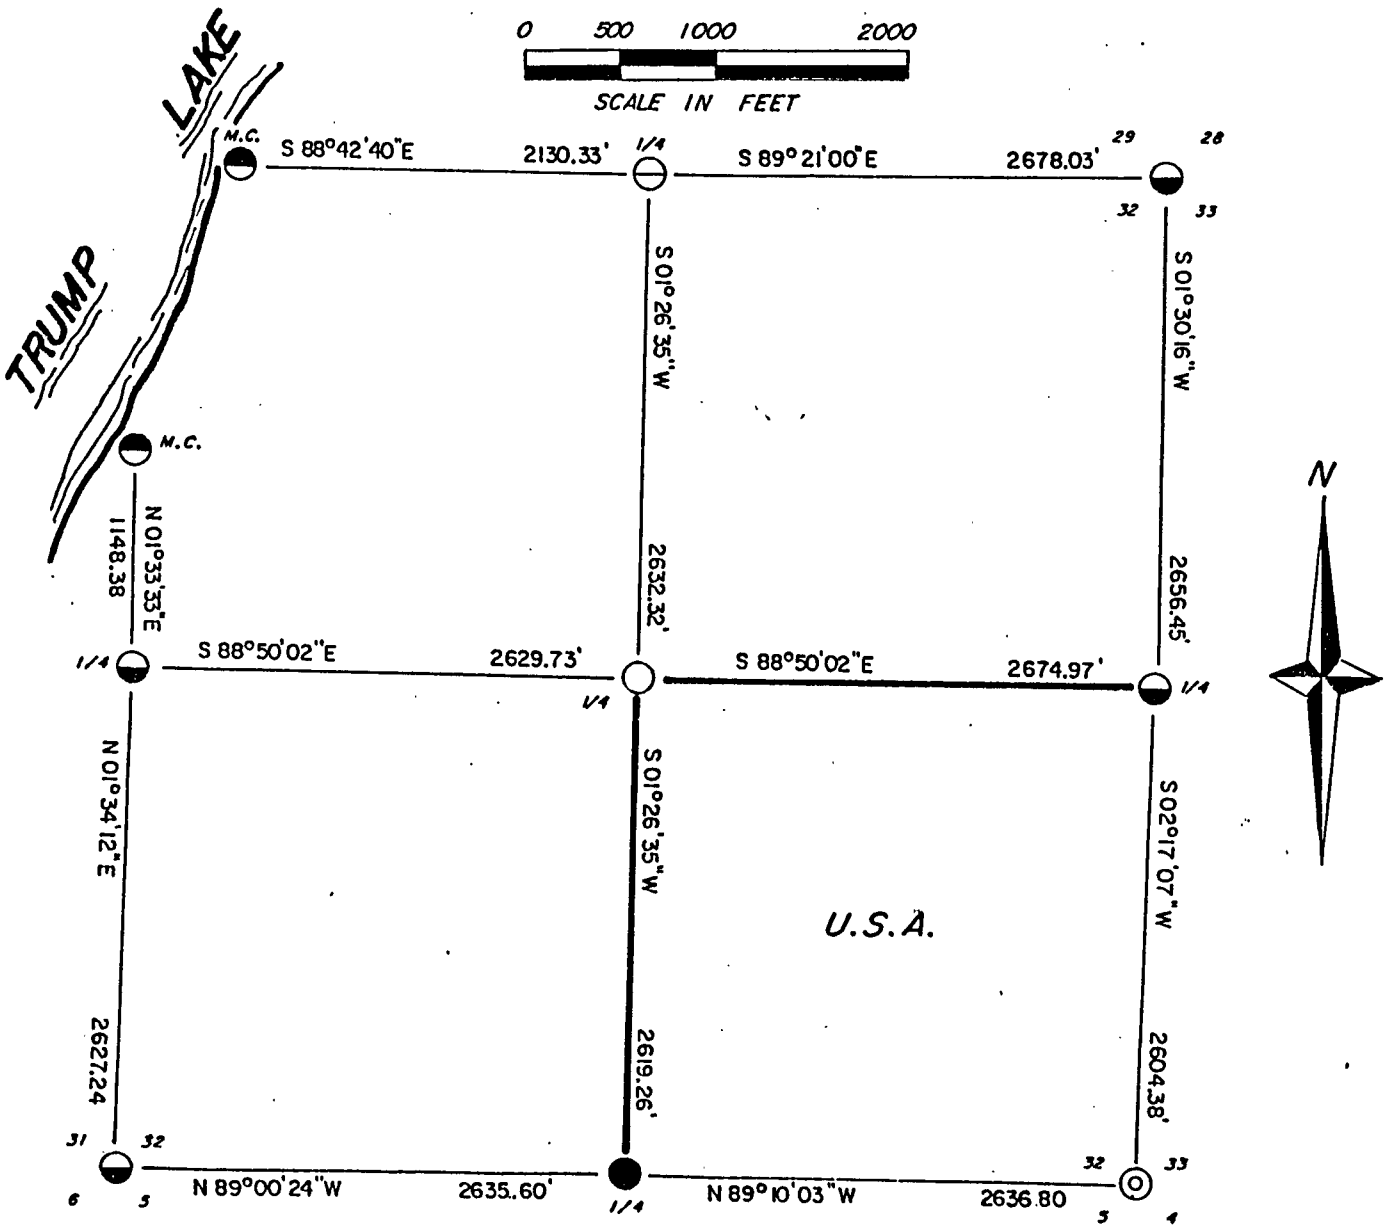 0 500 1000 2000
SCALE IN FEET
TRUMP LAKE
M.C.
S 88°42'40"E 2130.33'
1/4
S 89°21'00"E 2678.03'
29 28
32 33
S 01°26'35"W 2632.32'
S 01°30'16"W 2656.45'
M.C.
N 01°33'33"E
1148.38
N
1/4
S 88°50'02"E 2629.73'
1/4
S 88°50'02"E 2674.97'
1/4
N 01°34'12"E 2627.24
S 01°26'35"W 2619.26'
S 02°17'07"W 2604.38'
U.S.A.
31 32
6 5
N 89°00'24"W 2635.60'
1/4
N 89°10'03"W 2636.80
32 33
5 4